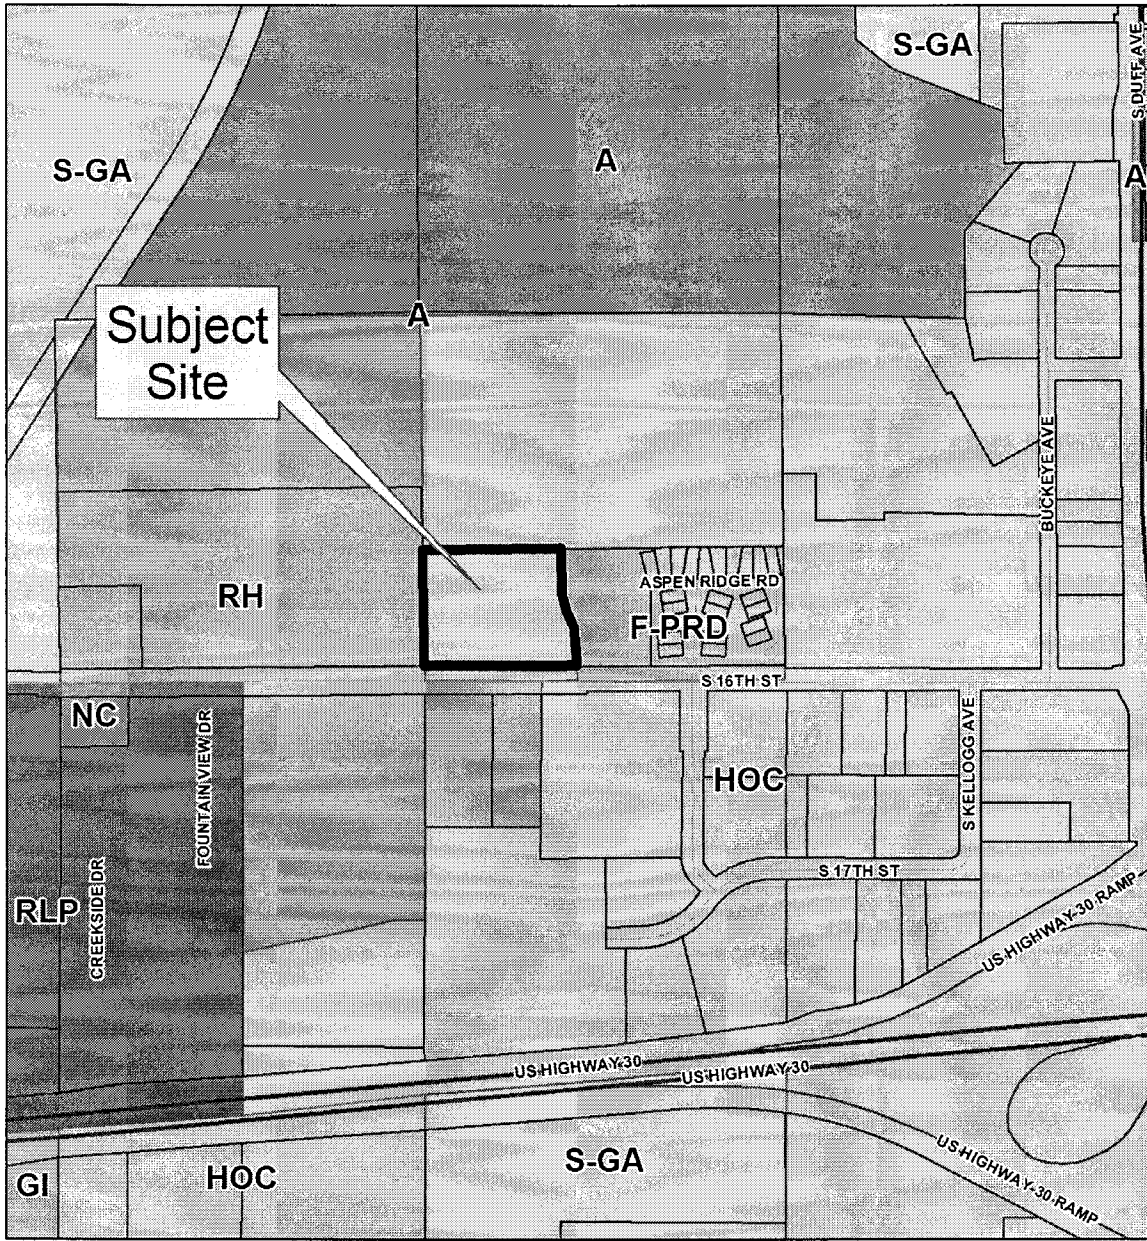 S-GA
S DUFF AVE
S-GA
A
A
A
Subject
Site
BUCKEYE AVE
RH
ASPEN RIDGE RD
F-PRD
S 16TH ST
NC
FOUNTAINVIEW DR
HOC
S KELLOGG AVE
RLP
CREEKSIDE DR
S 17TH ST
US HIGHWAY 30 RAMP
US HIGHWAY 30
US HIGHWAY 30
US HIGHWAY 30 RAMP
GI
HOC
S-GA